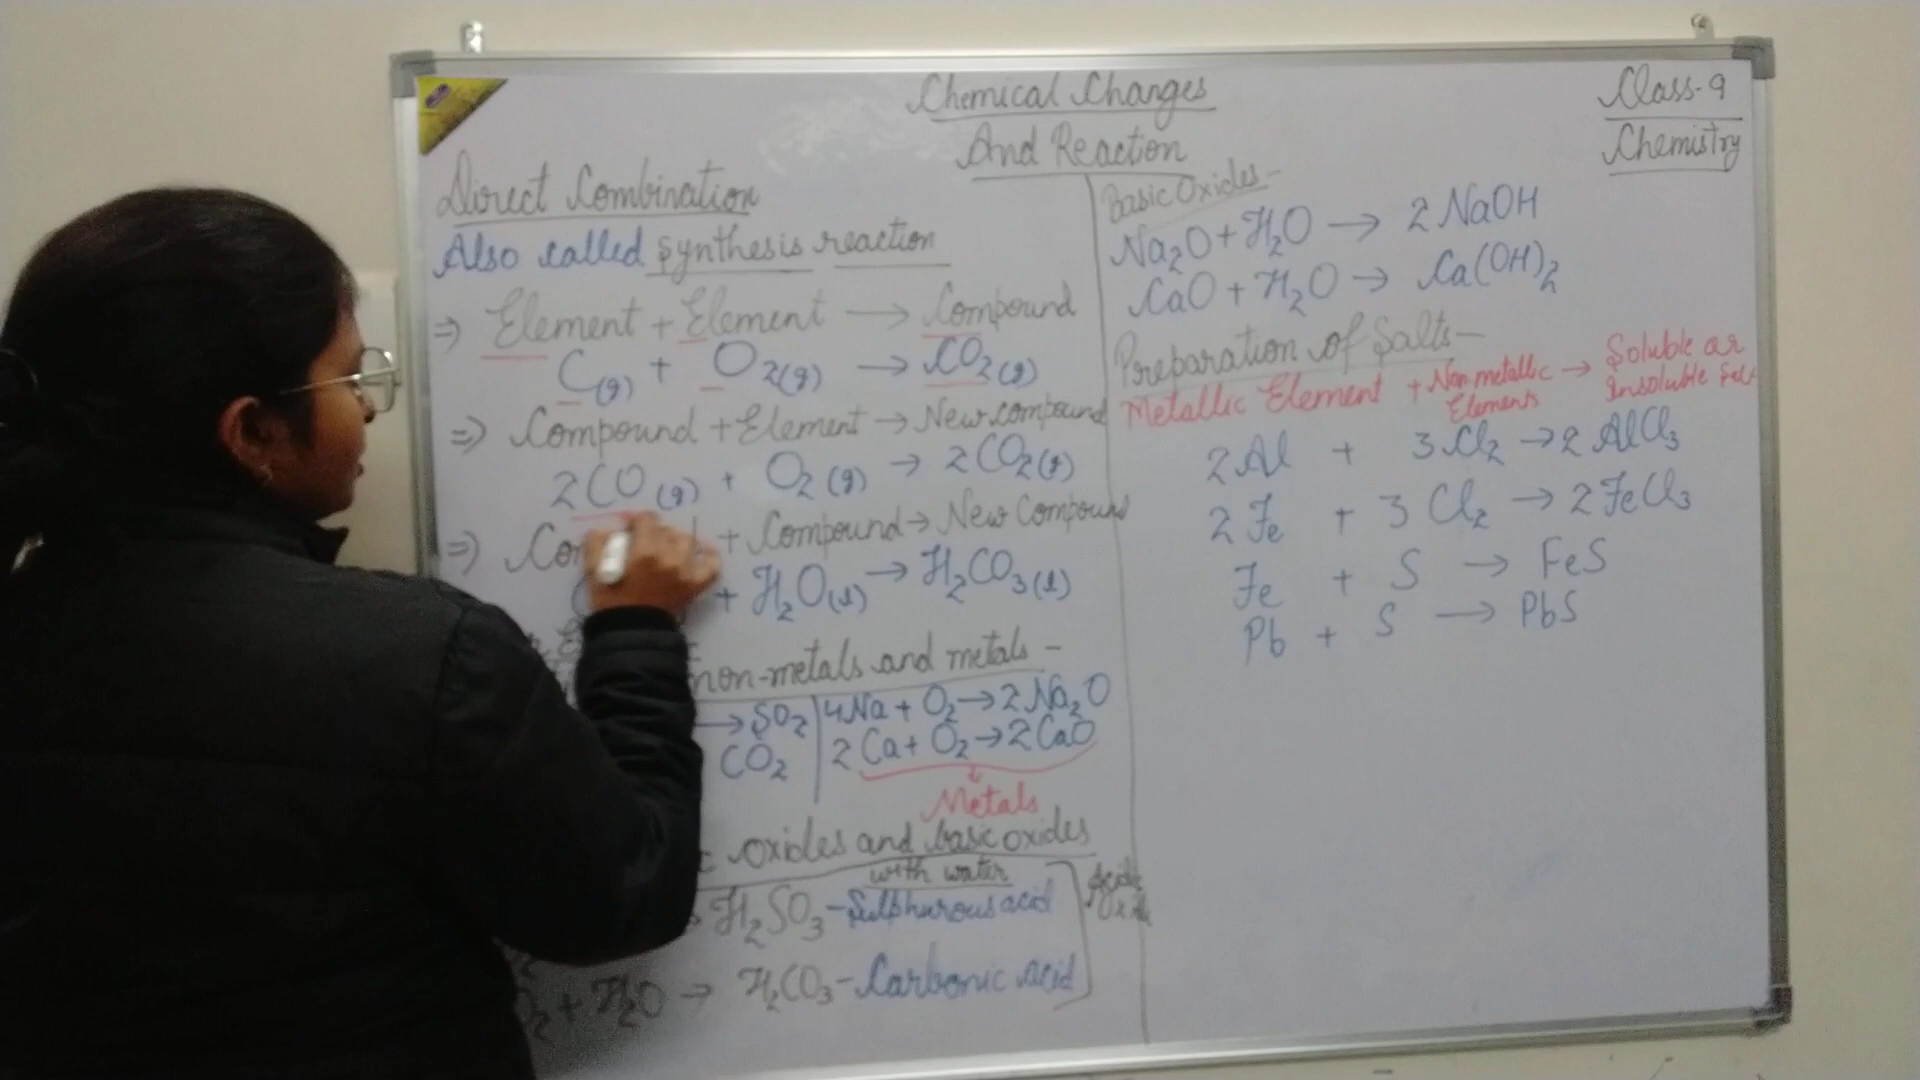 Chemical Changes
And Reaction
Class-9
Chemistry
Direct Combination
Also called synthesis reaction
⇒ Element + Element → Compound
C(g) + O2(g) → CO2(g)
⇒ Compound + Element → New compound
2CO(g) + O2(g) → 2CO2(g)
⇒ + Compound → New Compound
+ H2O(l) → H2CO3(l)
non-metals and metals -
→ SO2
CO2
4Na + O2 → 2Na2O
2Ca + O2 → 2CaO
Metals
oxides and basic oxides
with water
H2SO3 - Sulphurous acid
+ H2O → H2CO3 - Carbonic acid
Basic Oxides -
Na2O + H2O → 2NaOH
CaO + H2O → Ca(OH)2
Preparation of Salts -
Metallic Element + Non metallic Elements → Soluble or Insoluble
2Al + 3Cl2 → 2AlCl3
2Fe + 3Cl2 → 2FeCl3
Fe + S → FeS
Pb + S → PbS